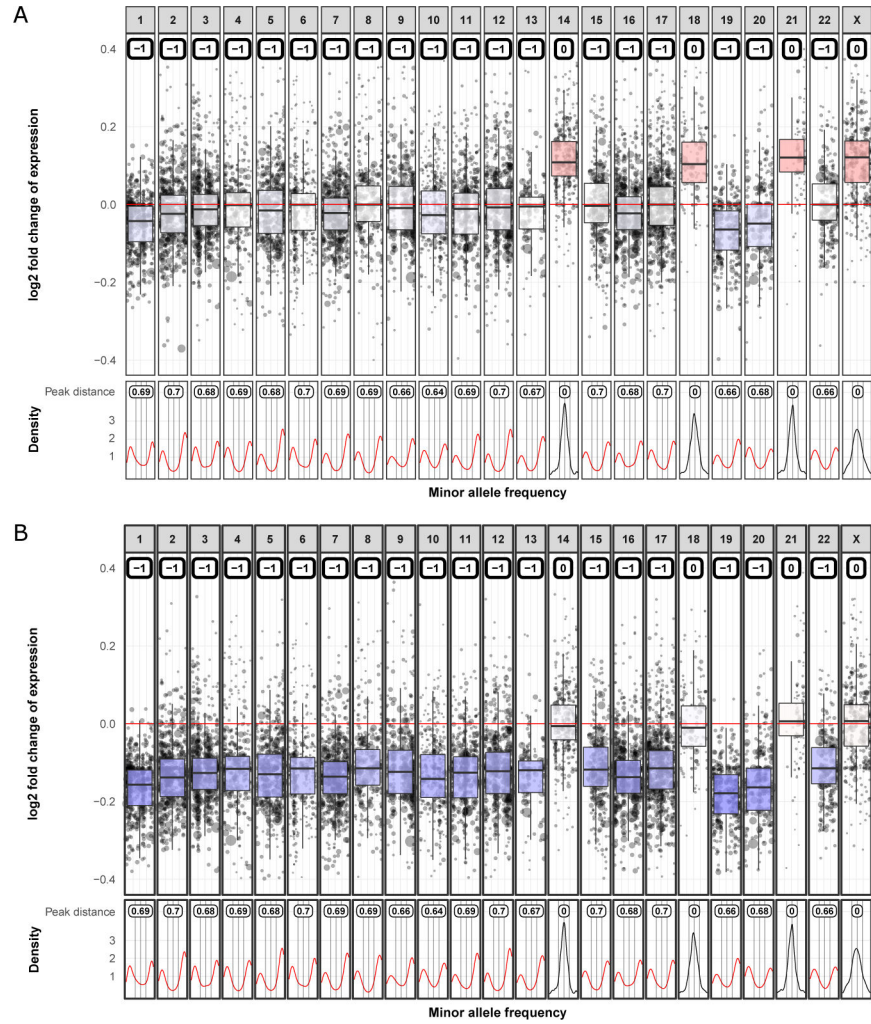 A
1 2 3 4 5 6 7 8 9 10 11 12 13 14 15 16 17 18 19 20 21 22 X
0.4 −1 −1 −1 −1 −1 −1 −1 −1 −1 −1 −1 −1 −1 0 −1 −1 −1 0 −1 −1 0 −1 0
0.2
0.0
−0.2
−0.4
log2 fold change of expression
Peak distance 0.69 0.7 0.68 0.69 0.68 0.7 0.69 0.69 0.66 0.64 0.69 0.7 0.67 0 0.7 0.68 0.7 0 0.66 0.68 0 0.66 0
3
2
1
Density
Minor allele frequency
B
1 2 3 4 5 6 7 8 9 10 11 12 13 14 15 16 17 18 19 20 21 22 X
0.4 −1 −1 −1 −1 −1 −1 −1 −1 −1 −1 −1 −1 −1 0 −1 −1 −1 0 −1 −1 0 −1 0
0.2
0.0
−0.2
−0.4
log2 fold change of expression
Peak distance 0.69 0.7 0.68 0.69 0.68 0.7 0.69 0.69 0.66 0.64 0.69 0.7 0.67 0 0.7 0.68 0.7 0 0.66 0.68 0 0.66 0
3
2
1
Density
Minor allele frequency